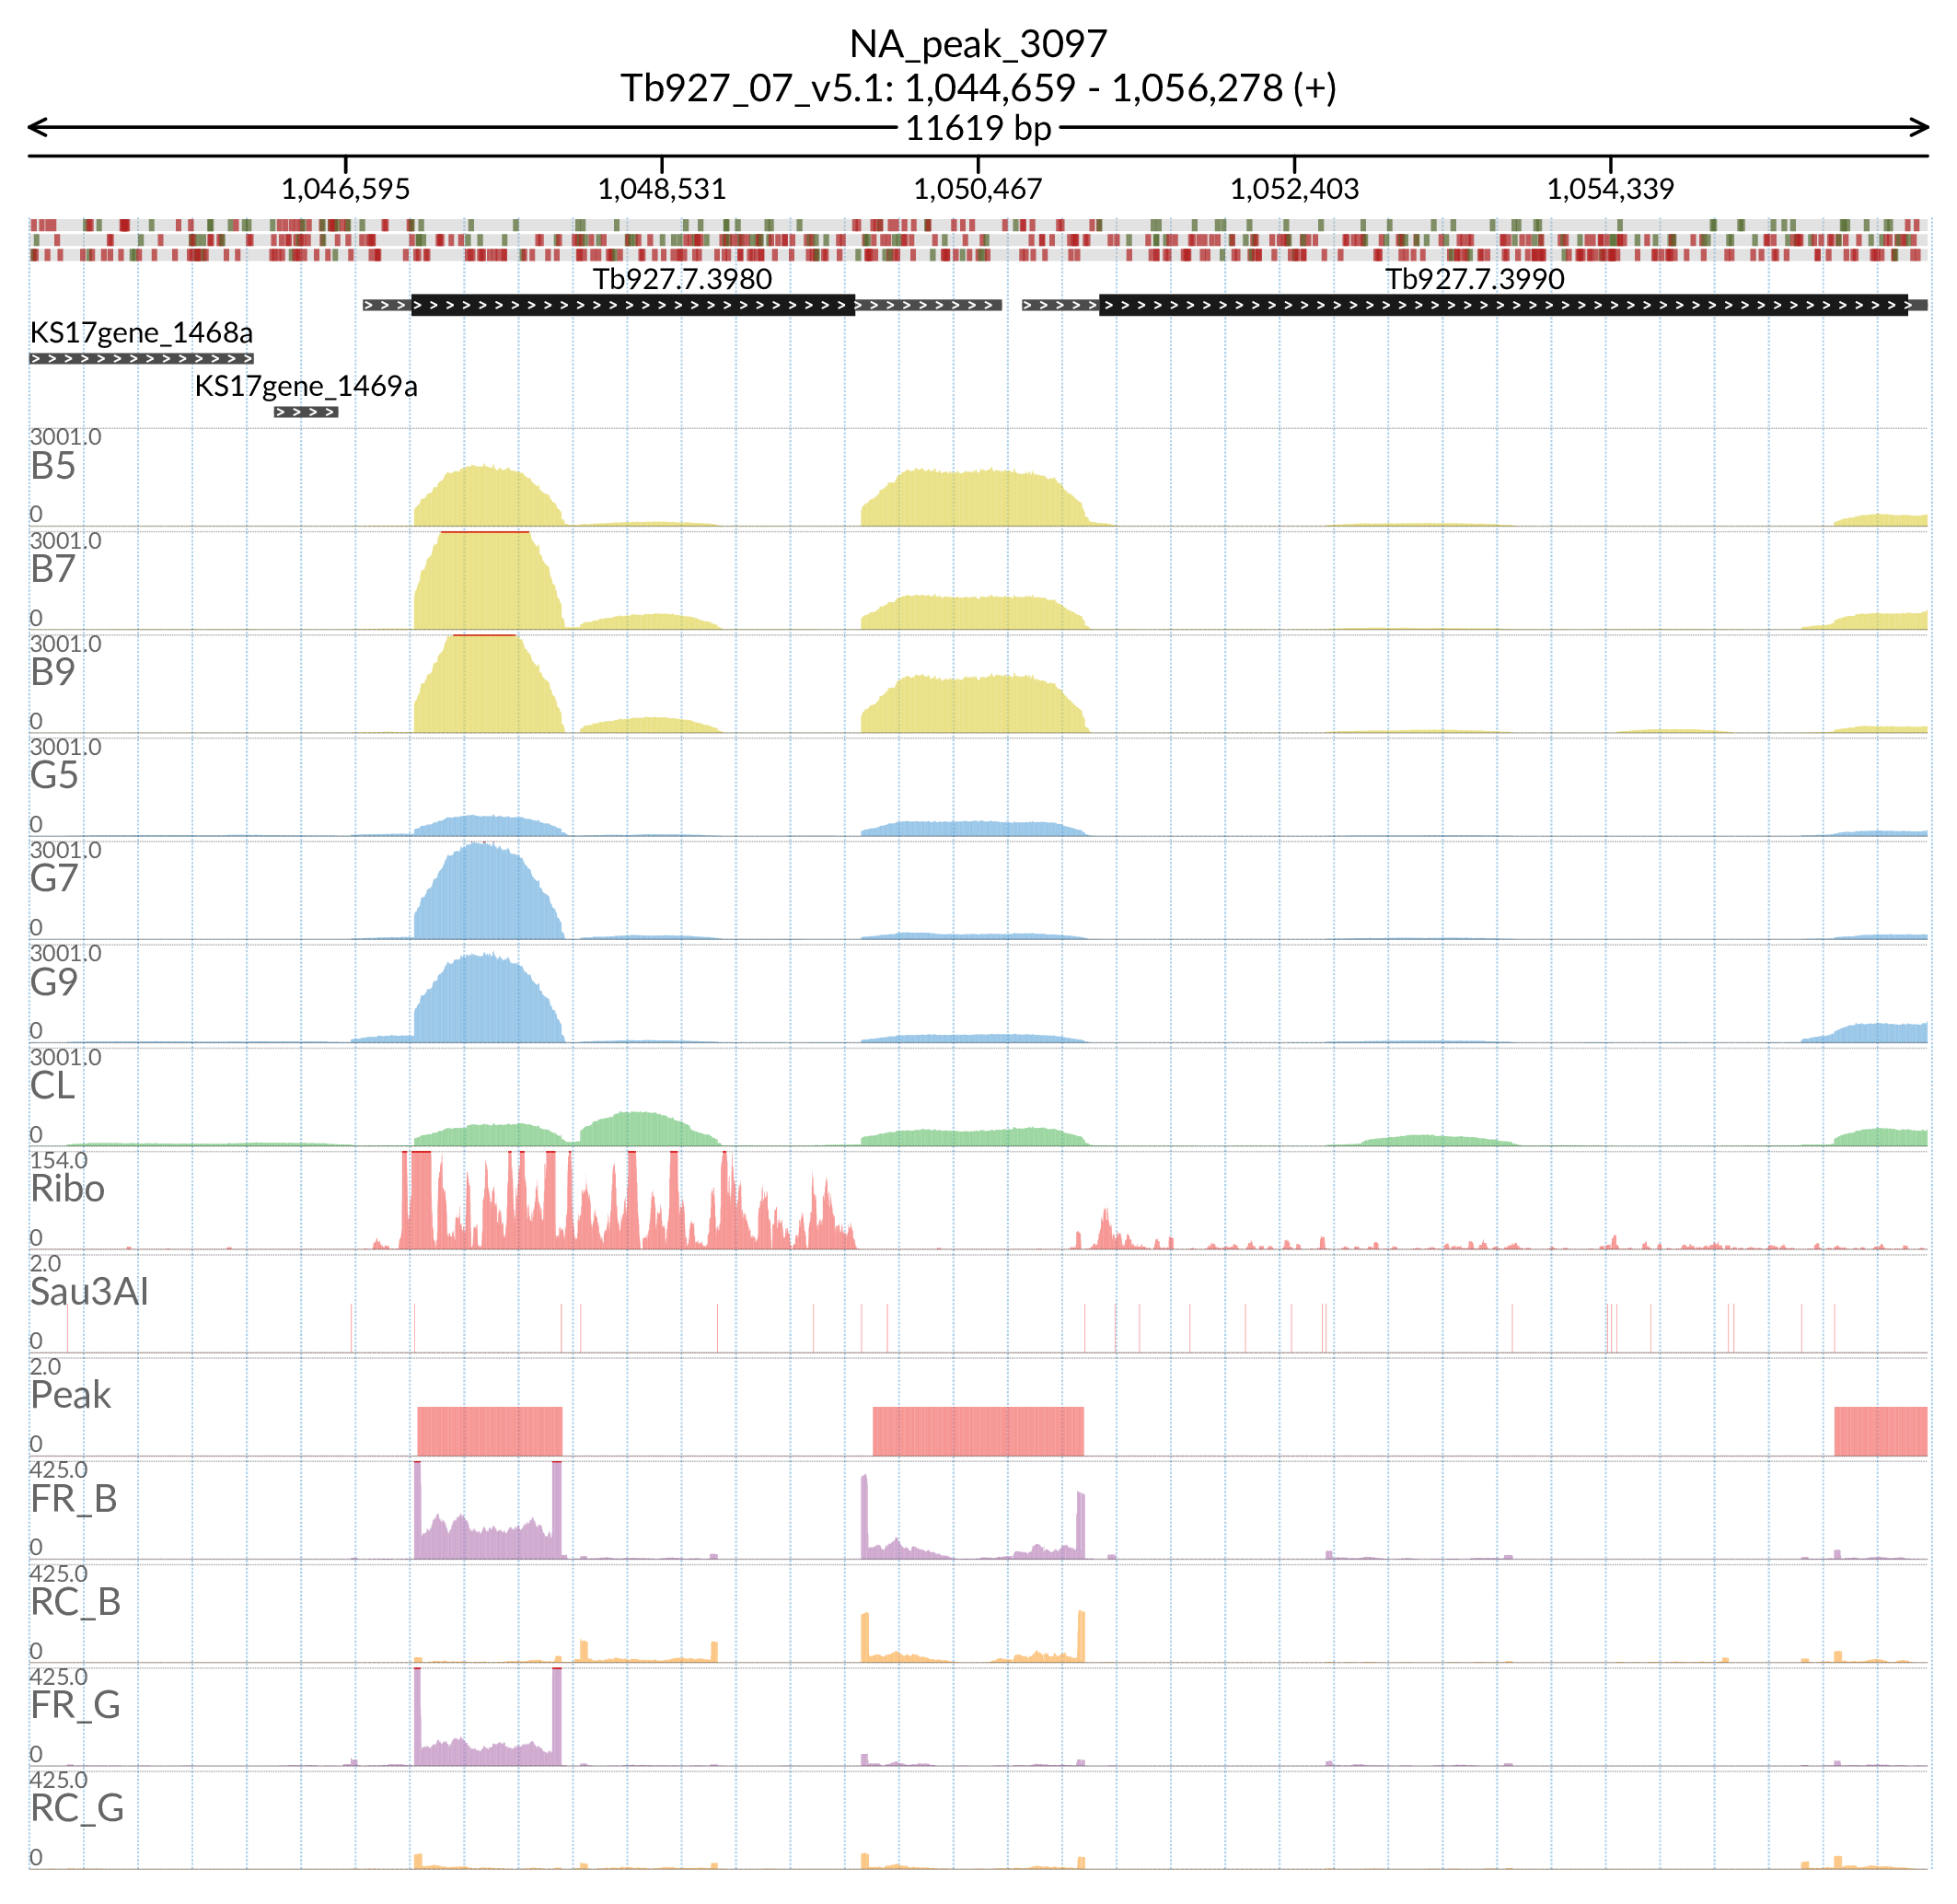 NA_peak_3097
Tb927_07_v5.1: 1,044,659 - 1,056,278 (+)
11619 bp
1,046,595 1,048,531 1,050,467 1,052,403 1,054,339
Tb927.7.3980 Tb927.7.3990
KS17gene_1468a
KS17gene_1469a
3001.0
B5
0
3001.0
B7
0
3001.0
B9
0
3001.0
G5
0
3001.0
G7
0
3001.0
G9
0
3001.0
CL
0
154.0
Ribo
0
2.0
Sau3AI
0
2.0
Peak
0
425.0
FR_B
0
425.0
RC_B
0
425.0
FR_G
0
425.0
RC_G
0